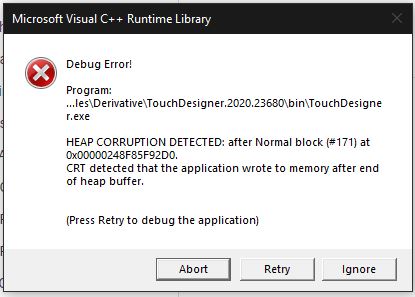 Microsoft Visual C++ Runtime Library
Debug Error!
Program:
...les\Derivative\TouchDesigner.2020.23680\bin\TouchDesigne
r.exe
HEAP CORRUPTION DETECTED: after Normal block (#171) at
0x00000248F85F92D0.
CRT detected that the application wrote to memory after end
of heap buffer.
(Press Retry to debug the application)
Abort Retry Ignore